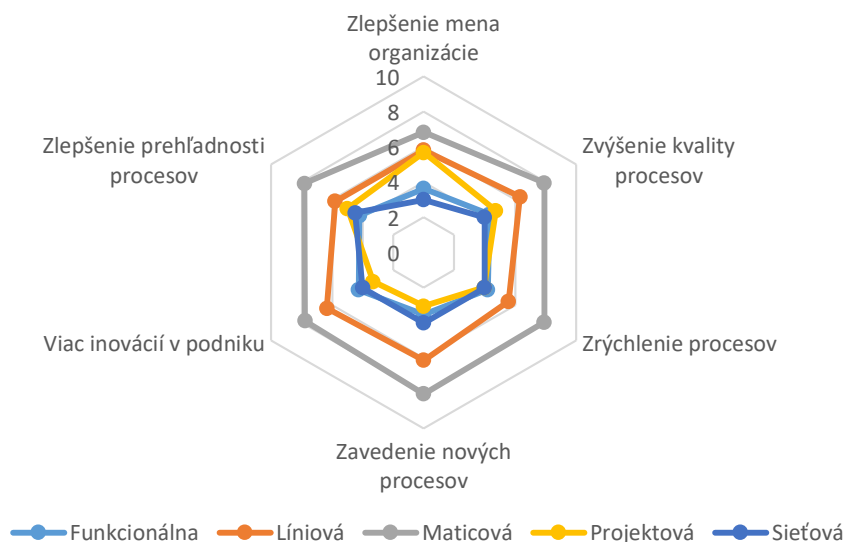 Zlepšenie mena
organizácie
10
8
6
4
2
0
Zlepšenie prehľadnosti
procesov
Zvýšenie kvality
procesov
Viac inovácií v podniku
Zrýchlenie procesov
Zavedenie nových
procesov
Funkcionálna Líniová Maticová Projektová Sieťová